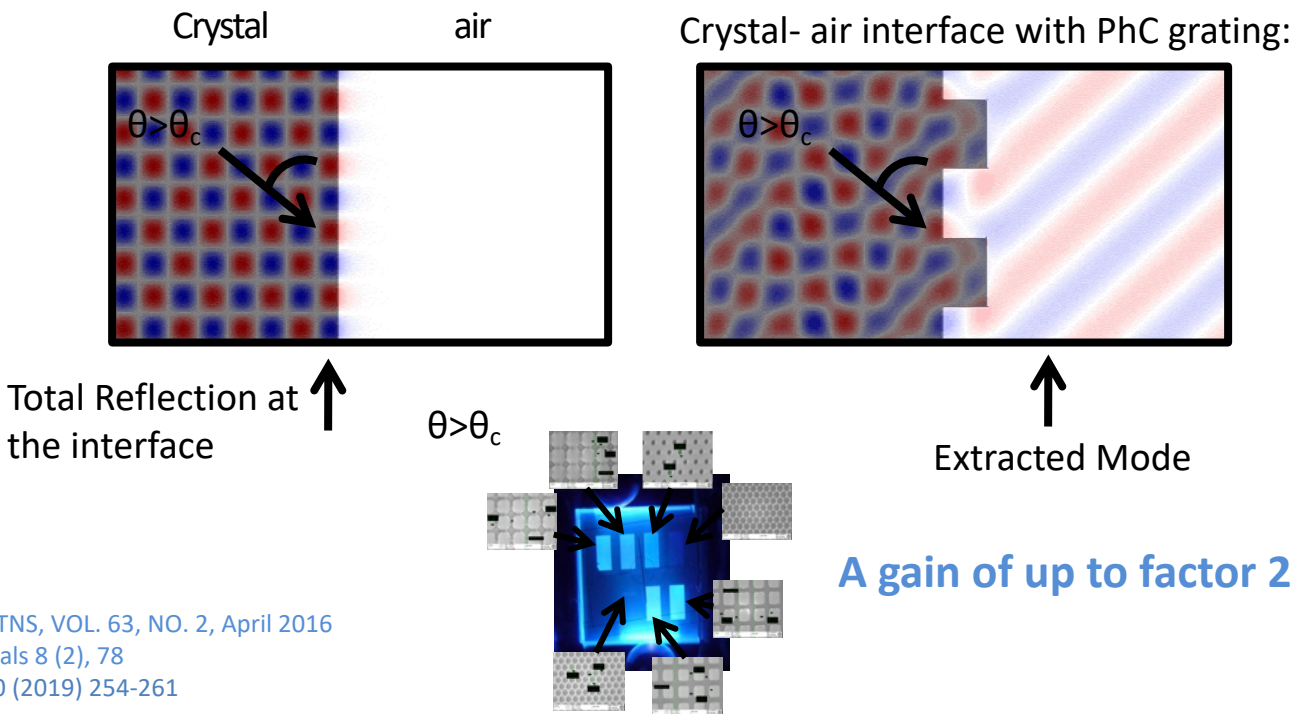 Crystal air
Crystal- air interface with PhC grating:
θ>θc
θ>θc
Total Reflection at
the interface
θ>θc
Extracted Mode
A gain of up to factor 2
TNS, VOL. 63, NO. 2, April 2016
als 8 (2), 78
0 (2019) 254-261